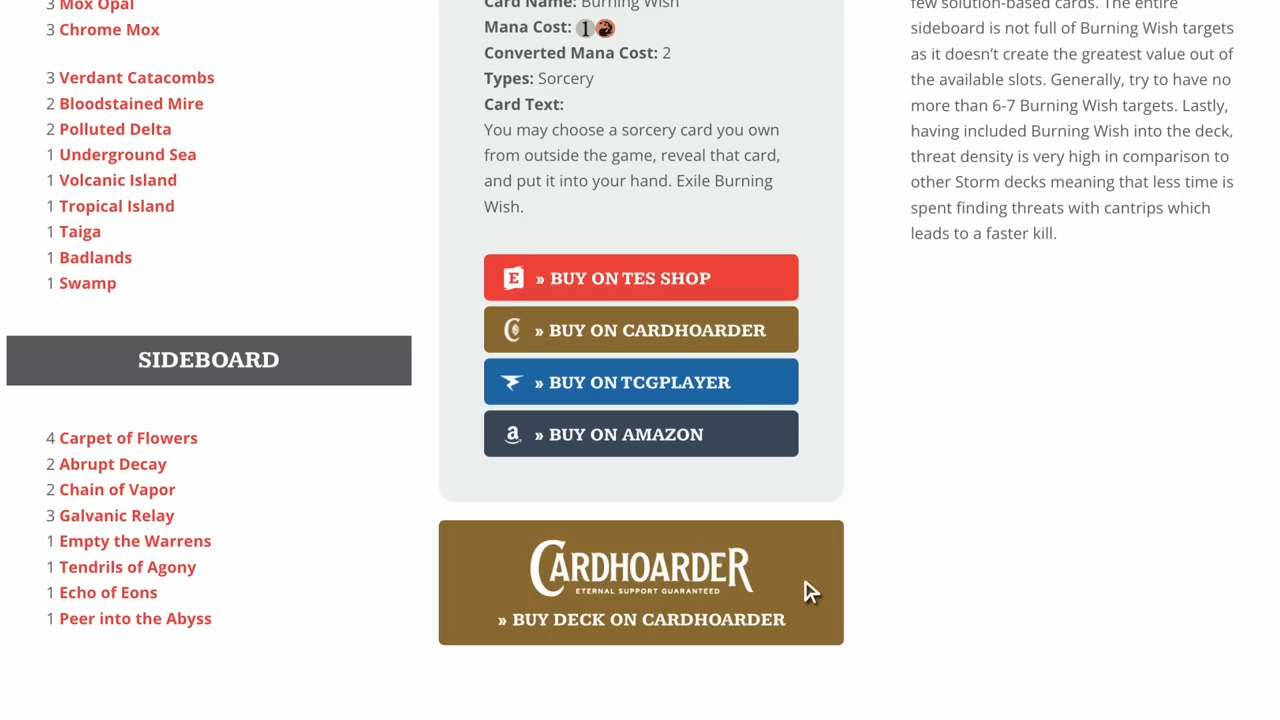 3 Mox Opal
3 Chrome Mox
3 Verdant Catacombs
2 Bloodstained Mire
2 Polluted Delta
1 Underground Sea
1 Volcanic Island
1 Tropical Island
1 Taiga
1 Badlands
1 Swamp
SIDEBOARD
4 Carpet of Flowers
2 Abrupt Decay
2 Chain of Vapor
3 Galvanic Relay
1 Empty the Warrens
1 Tendrils of Agony
1 Echo of Eons
1 Peer into the Abyss
Card Name: Burning Wish
Mana Cost: 1
Converted Mana Cost: 2
Types: Sorcery
Card Text:
You may choose a sorcery card you own
from outside the game, reveal that card,
and put it into your hand. Exile Burning
Wish.
E » BUY ON TES SHOP
C » BUY ON CARDHOARDER
» BUY ON TCGPLAYER
a » BUY ON AMAZON
CARDHOARDER
ETERNAL SUPPORT GUARANTEED
» BUY DECK ON CARDHOARDER
few solution-based cards. The entire
sideboard is not full of Burning Wish targets
as it doesn’t create the greatest value out of
the available slots. Generally, try to have no
more than 6-7 Burning Wish targets. Lastly,
having included Burning Wish into the deck,
threat density is very high in comparison to
other Storm decks meaning that less time is
spent finding threats with cantrips which
leads to a faster kill.